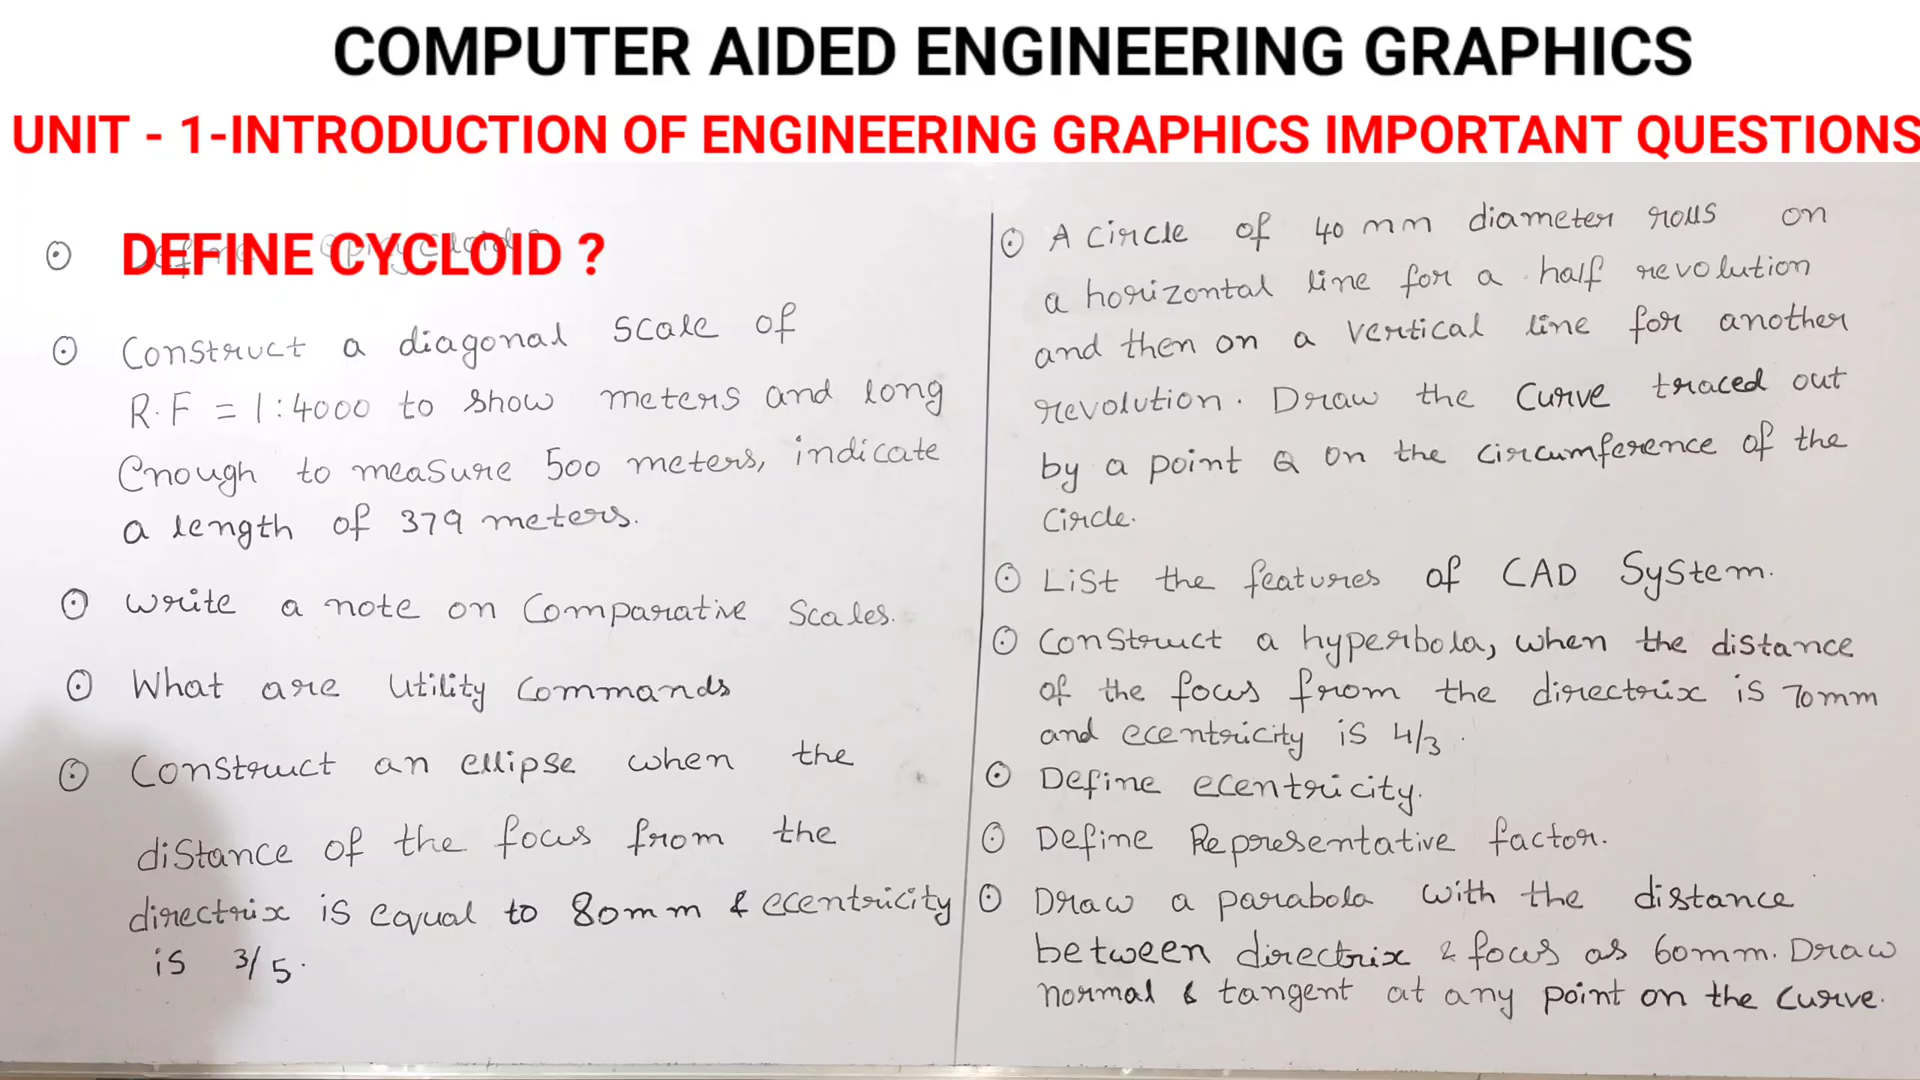 COMPUTER AIDED ENGINEERING GRAPHICS
UNIT - 1-INTRODUCTION OF ENGINEERING GRAPHICS IMPORTANT QUESTIONS
DEFINE CYCLOID ?
Construct a diagonal scale of
R.F = 1:4000 to show meters and long
Enough to measure 500 meters, indicate
a length of 379 meters.
Write a note on Comparative Scales.
What are Utility Commands
Construct an ellipse when the
distance of the focus from the
directrix is equal to 80mm & ecentricity
is 3/5.
A Circle of 40 mm diameter rolls on
a horizontal line for a half revolution
and then on a vertical line for another
revolution. Draw the Curve traced out
by a point Q on the circumference of the
Circle.
List the features of CAD System.
Construct a hyperbola, when the distance
of the focus from the directrix is 70mm
and ecentricity is 4/3.
Define ecentricity.
Define Representative factor.
Draw a parabola with the distance
between directrix & focus as 60mm. Draw
normal & tangent at any point on the curve.